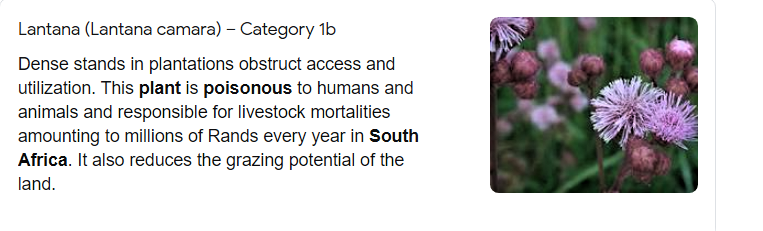 Lantana (Lantana camara) – Category 1b
Dense stands in plantations obstruct access and
utilization. This plant is poisonous to humans and
animals and responsible for livestock mortalities
amounting to millions of Rands every year in South
Africa. It also reduces the grazing potential of the
land.